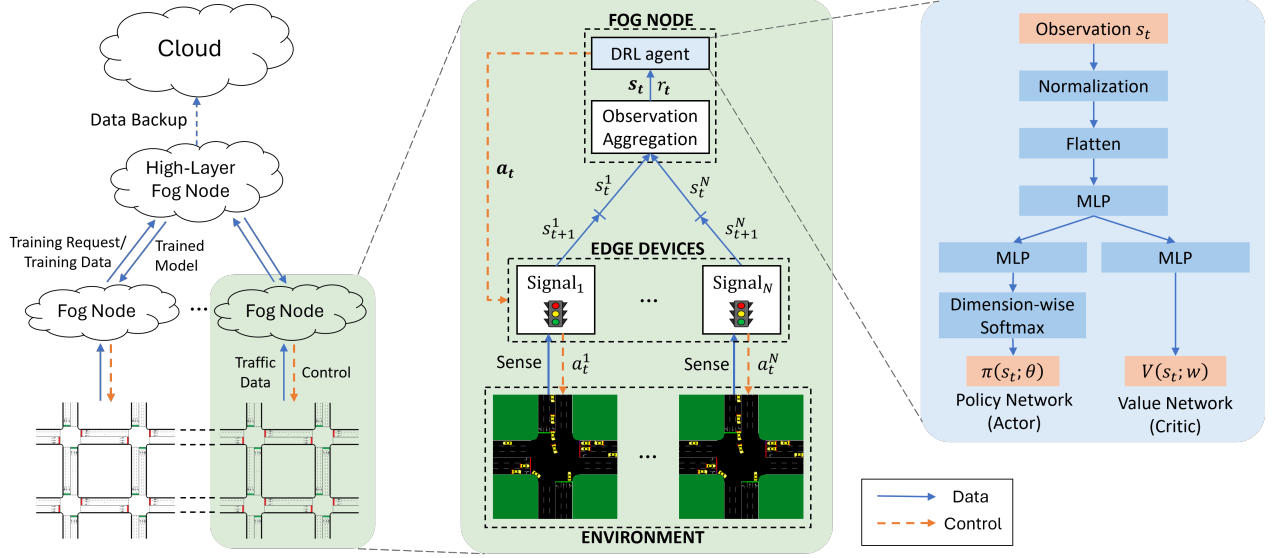 Cloud
Data Backup
High-Layer
Fog Node
Training Request/
Training Data
Trained
Model
Fog Node
...
Fog Node
Traffic
Data
Control
FOG NODE
DRL agent
s_t r_t
Observation
Aggregation
a_t
s_t^1
s_t^N
s_{t+1}^1
s_{t+1}^N
EDGE DEVICES
Signal_1
...
Signal_N
Sense
a_t^1
Sense
a_t^N
...
ENVIRONMENT
Observation s_t
Normalization
Flatten
MLP
MLP
MLP
Dimension-wise
Softmax
π(s_t; θ)
V(s_t; w)
Policy Network
(Actor)
Value Network
(Critic)
Data
Control